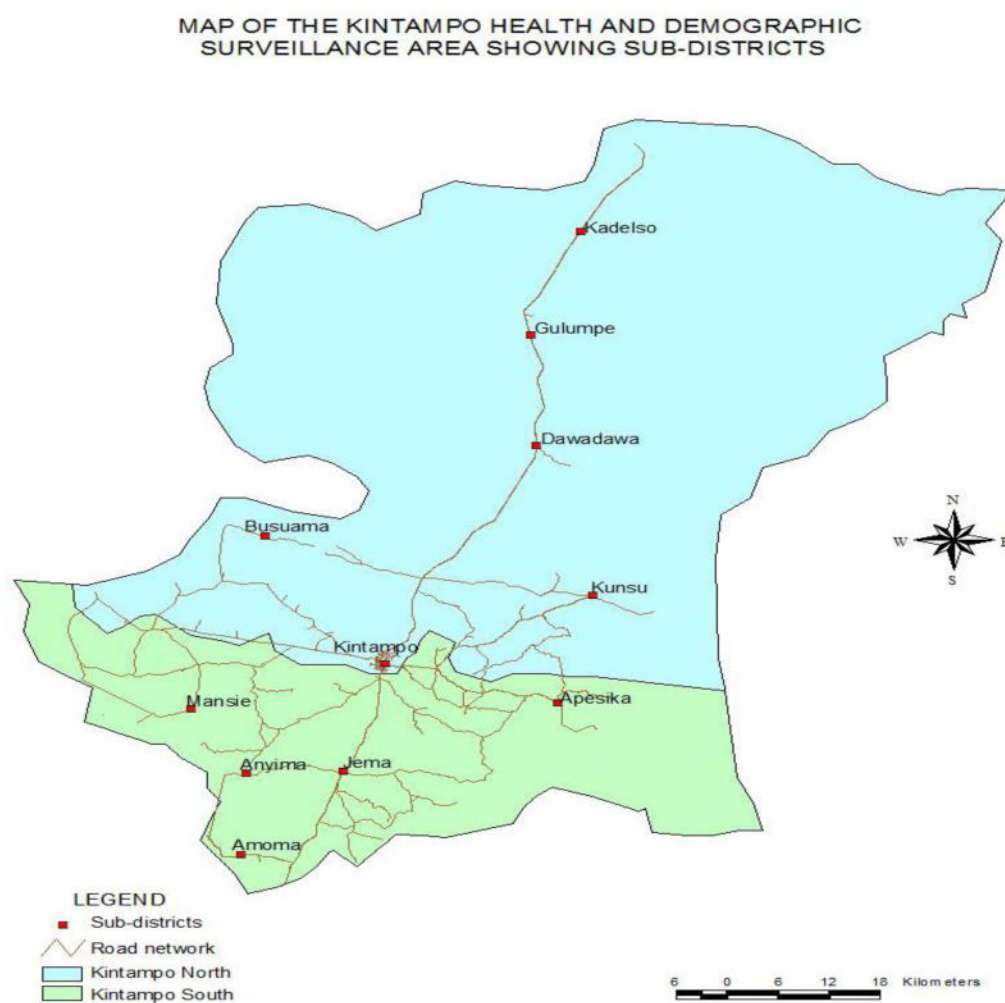 MAP OF THE KINTAMPO HEALTH AND DEMOGRAPHIC
SURVEILLANCE AREA SHOWING SUB-DISTRICTS
Kadelso
Gulumpe
Dawadawa
Busuama
N
W E
S
Kunsu
Kintampo
Mansie
Apesika
Anyima
Jema
Amoma
LEGEND
Sub-districts
Road network
Kintampo North
Kintampo South
6 0 6 12 18 Kilometers